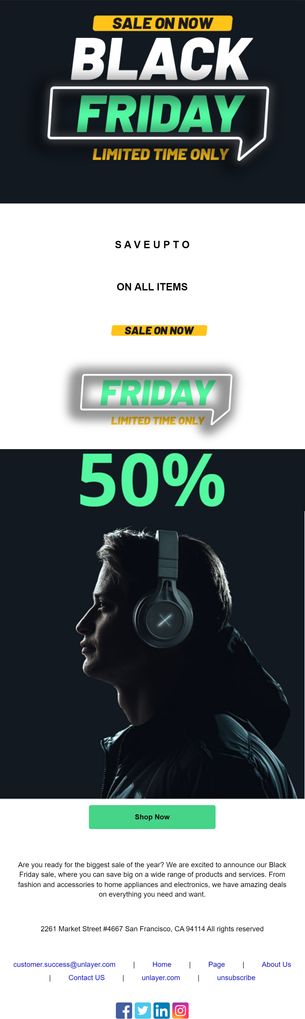 SALE ON NOW
BLACK
FRIDAY
LIMITED TIME ONLY
S A V E U P T O
ON ALL ITEMS
SALE ON NOW
FRIDAY
LIMITED TIME ONLY
50%
Shop Now
Are you ready for the biggest sale of the year? We are excited to announce our Black
Friday sale, where you can save big on a wide range of products and services. From
fashion and accessories to home appliances and electronics, we have amazing deals
on everything you need and want.
2261 Market Street #4667 San Francisco, CA 94114 All rights reserved
customer.success@unlayer.com | Home | Page | About Us
| Contact US | unlayer.com | unsubscribe